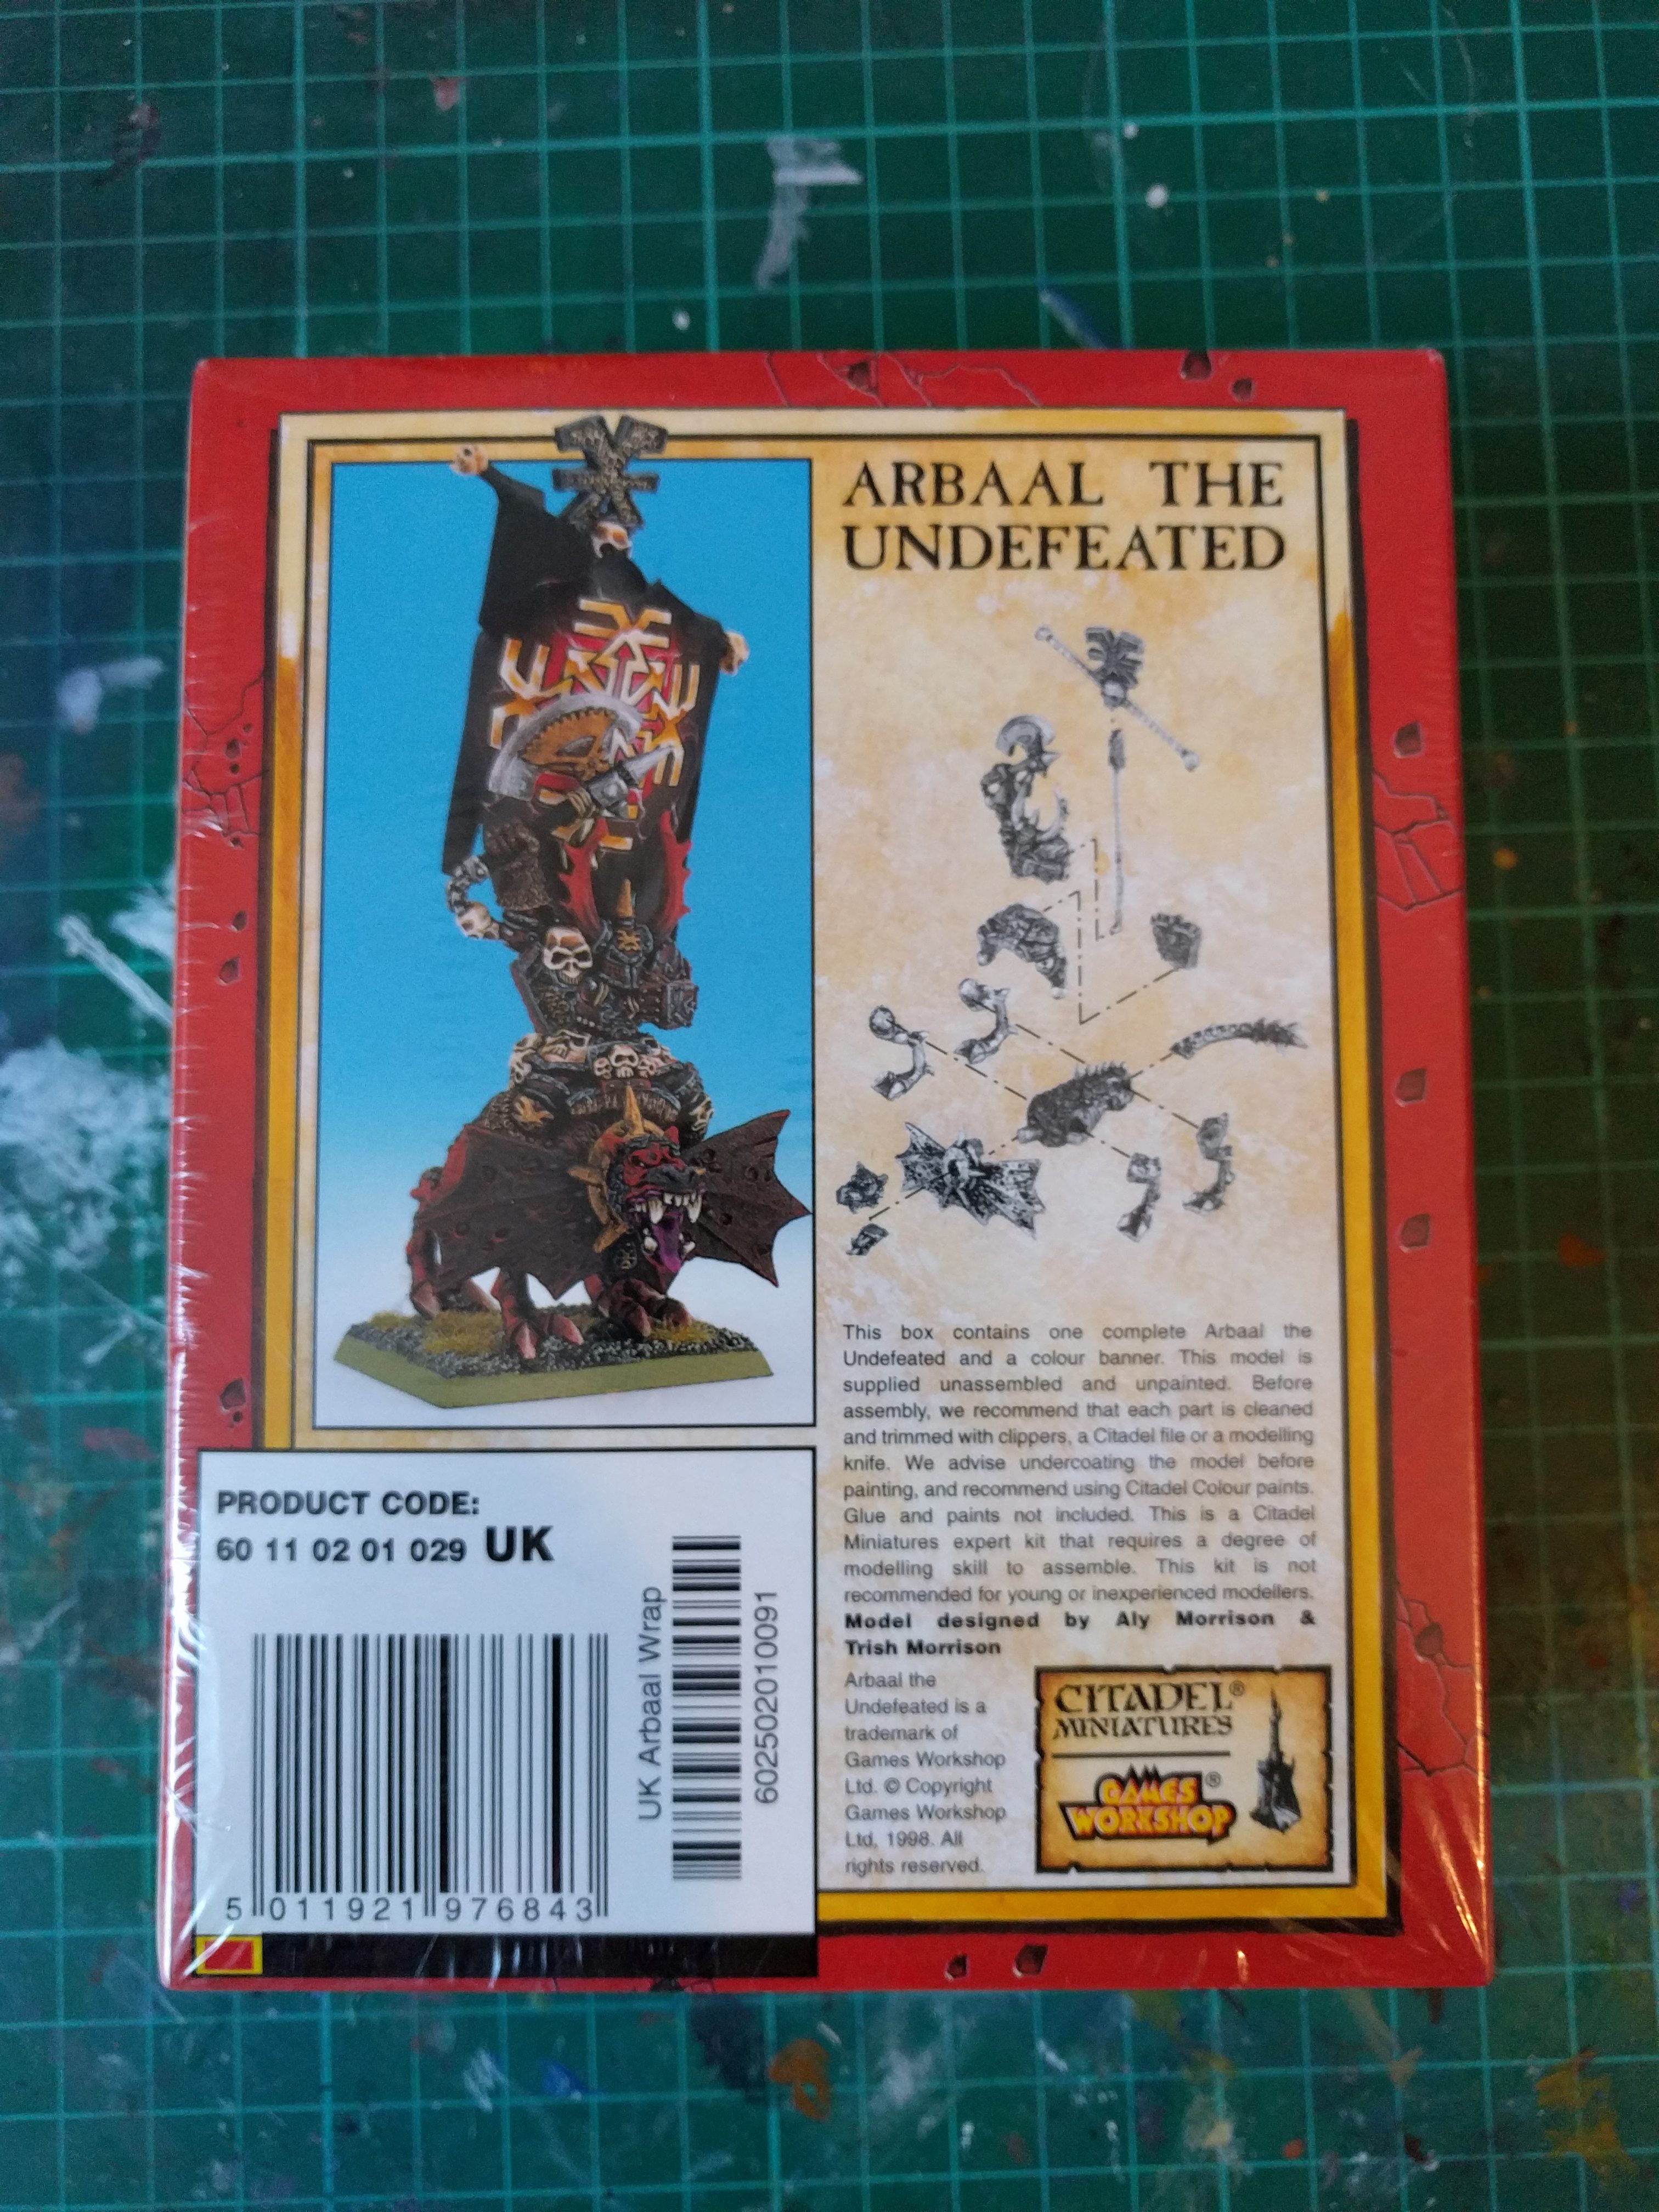 ARBAAL THE
UNDEFEATED
This box contains one complete Arbaal the
Undefeated and a colour banner. This model is
supplied unassembled and unpainted. Before
assembly, we recommend that each part is cleaned
and trimmed with clippers, a Citadel file or a modelling
knife. We advise undercoating the model before
painting, and recommend using Citadel Colour paints.
Glue and paints not included. This is a Citadel
Miniatures expert kit that requires a degree of
modelling skill to assemble. This kit is not
recommended for young or inexperienced modellers.
Model designed by Aly Morrison &
Trish Morrison
Arbaal the
Undefeated is a
trademark of
Games Workshop
Ltd. © Copyright
Games Workshop
Ltd, 1998. All
rights reserved.
CITADEL®
MINIATURES
GAMES®
WORKSHOP
PRODUCT CODE:
60 11 02 01 029 UK
UK Arbaal Wrap
60250201009​1
5 011921 976843